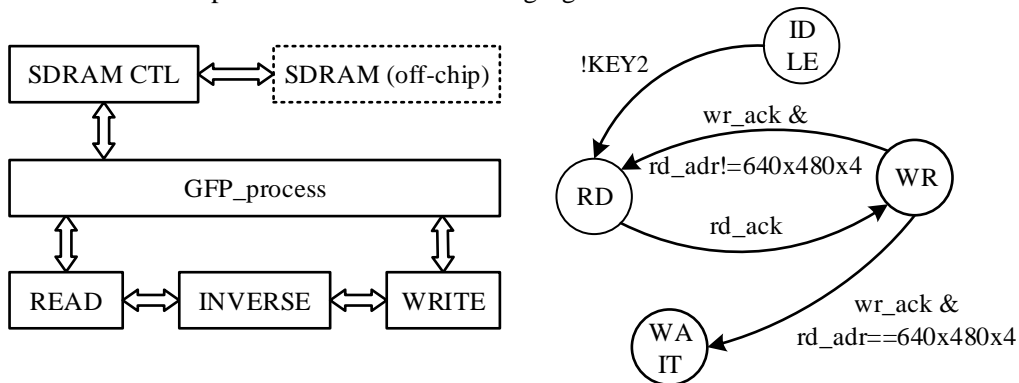 SDRAM CTL
SDRAM (off-chip)
GFP_process
READ
INVERSE
WRITE
ID
LE
!KEY2
wr_ack &
rd_adr!=640x480x4
RD
WR
rd_ack
wr_ack &
rd_adr==640x480x4
WA
IT